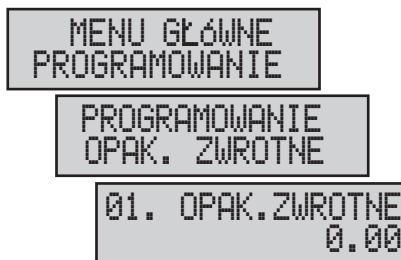 MENU GŁóWNE
PROGRAMOWANIE
PROGRAMOWANIE
OPAK. ZWROTNE
01. OPAK.ZWROTNE
0.00